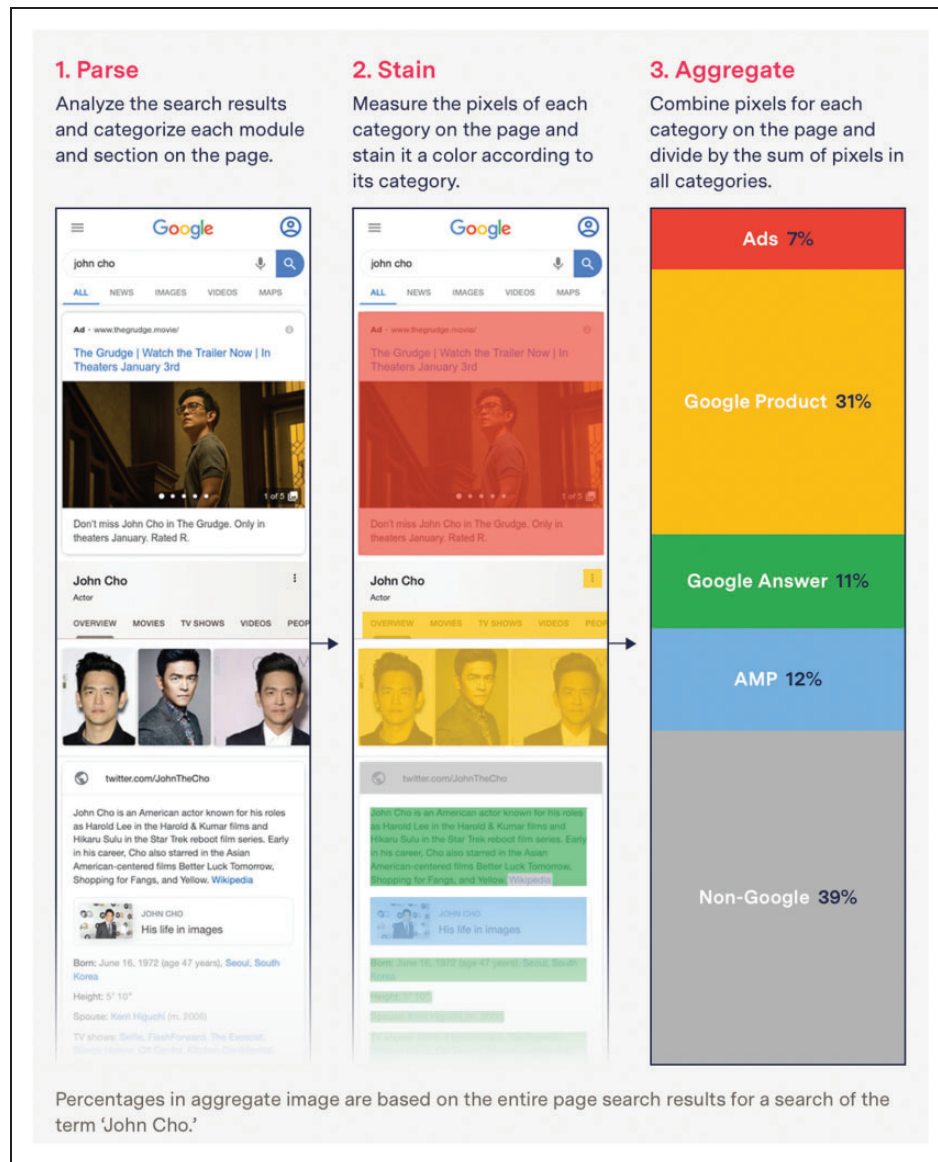 1. Parse
Analyze the search results
and categorize each module
and section on the page.
2. Stain
Measure the pixels of each
category on the page and
stain it a color according to
its category.
3. Aggregate
Combine pixels for each
category on the page and
divide by the sum of pixels in
all categories.
Google
john cho
ALL NEWS IMAGES VIDEOS MAPS
Ad · www.thegrudge.movie/
The Grudge | Watch the Trailer Now | In
Theaters January 3rd
1 of 5
Don't miss John Cho in The Grudge. Only in
theaters January. Rated R.
John Cho
Actor
OVERVIEW MOVIES TV SHOWS VIDEOS PEOP
twitter.com/JohnTheCho
John Cho is an American actor known for his roles
as Harold Lee in the Harold & Kumar films and
Hikaru Sulu in the Star Trek reboot film series. Early
in his career, Cho also starred in the Asian
American-centered films Better Luck Tomorrow,
Shopping for Fangs, and Yellow. Wikipedia
JOHN CHO
His life in images
Born: June 16, 1972 (age 47 years), Seoul, South
Korea
Height: 5' 10"
Spouse: Kerri Higuchi (m. 2006)
TV shows: Selfie, FlashForward, The Exorcist,
Google
john cho
ALL NEWS IMAGES VIDEOS MAPS
Ad · www.thegrudge.movie/
The Grudge | Watch the Trailer Now | In
Theaters January 3rd
1 of 5
Don't miss John Cho in The Grudge. Only in
theaters January. Rated R.
John Cho
Actor
OVERVIEW MOVIES TV SHOWS VIDEOS PEOP
twitter.com/JohnTheCho
John Cho is an American actor known for his roles
as Harold Lee in the Harold & Kumar films and
Hikaru Sulu in the Star Trek reboot film series. Early
in his career, Cho also starred in the Asian
American-centered films Better Luck Tomorrow,
Shopping for Fangs, and Yellow. Wikipedia
JOHN CHO
His life in images
Born: June 16, 1972 (age 47 years), Seoul, South
Korea
Height: 5' 10"
Ads 7%
Google Product 31%
Google Answer 11%
AMP 12%
Non-Google 39%
Percentages in aggregate image are based on the entire page search results for a search of the
term ‘John Cho.’